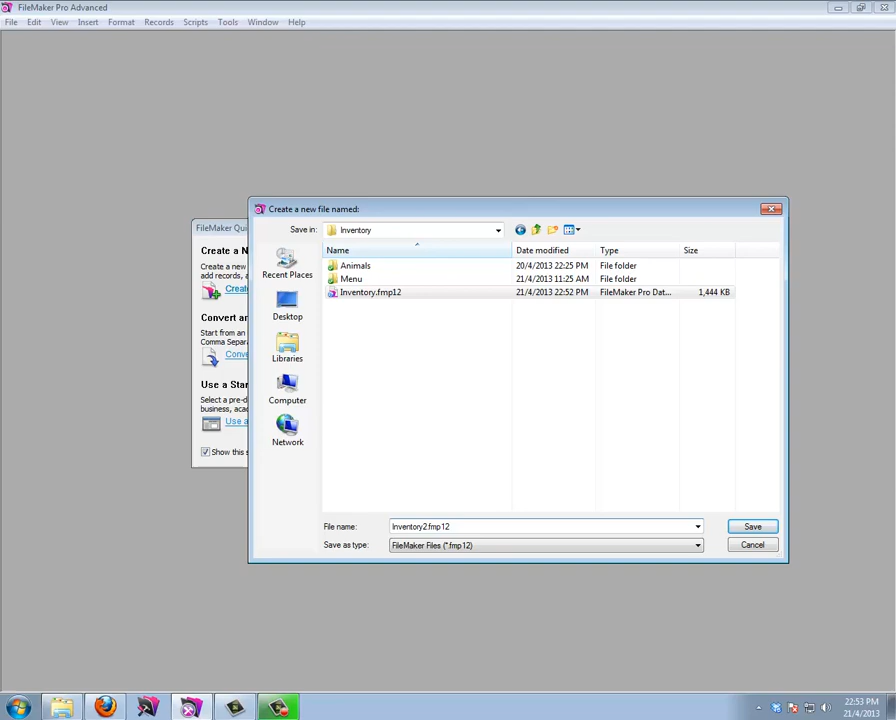 FileMaker Pro Advanced
File Edit View Insert Format Records Scripts Tools Window Help
FileMaker Qui
Create a N
Create a new
add records, a
Create
Convert an
Start from an
Comma Separ
Conve
Use a Star
Select a pre-d
business, acad
Use a
Show this s
Create a new file named:
Save in: Inventory
Name Date modified Type Size
Animals 20/4/2013 22:25 PM File folder
Menu 21/4/2013 11:25 AM File folder
Inventory.fmp12 21/4/2013 22:52 PM FileMaker Pro Dat... 1,444 KB
Recent Places
Desktop
Libraries
Computer
Network
File name: Inventory2.fmp12 Save
Save as type: FileMaker Files (*.fmp12) Cancel
22:53 PM
21/4/2013